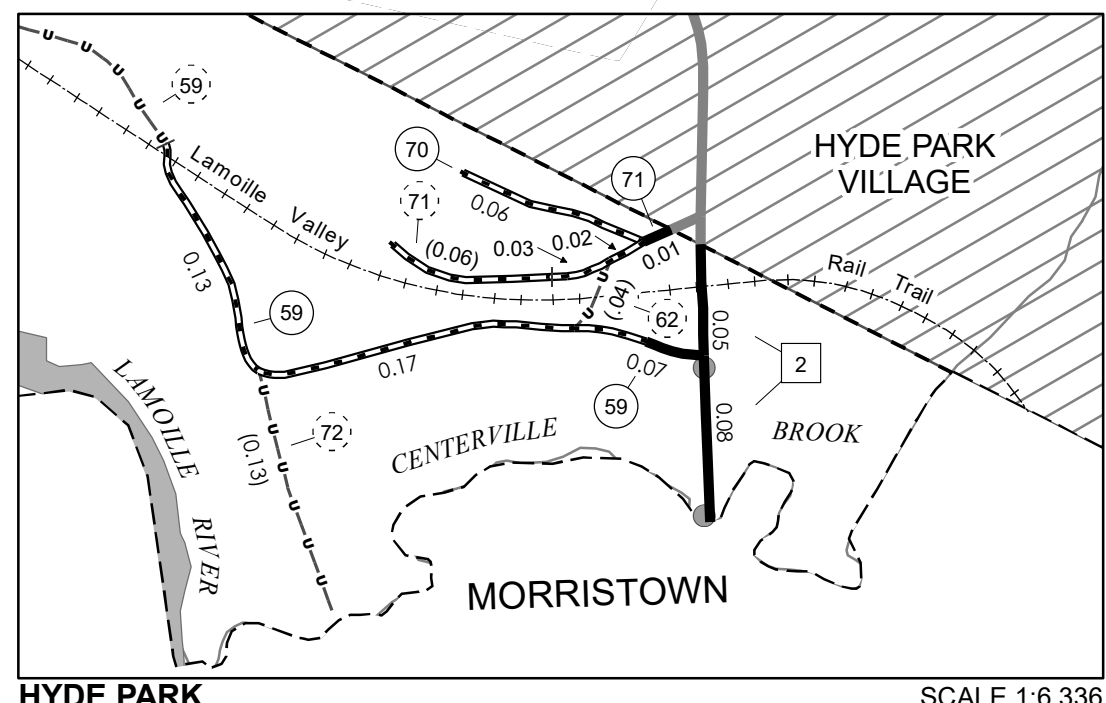 U U U
59
U
U
70
71
HYDE PARK
VILLAGE
Lamoille Valley Rail Trail
71
0.06
(0.06)
0.03
0.02
0.01
0.13
59
U
(.04)
U
62
0.05
2
0.17
0.07
59
0.08
LAMOILLE RIVER
U
U
72
(0.13)
U
U
U
U
CENTERVILLE BROOK
MORRISTOWN
HYDE PARK
SCALE 1:6,336